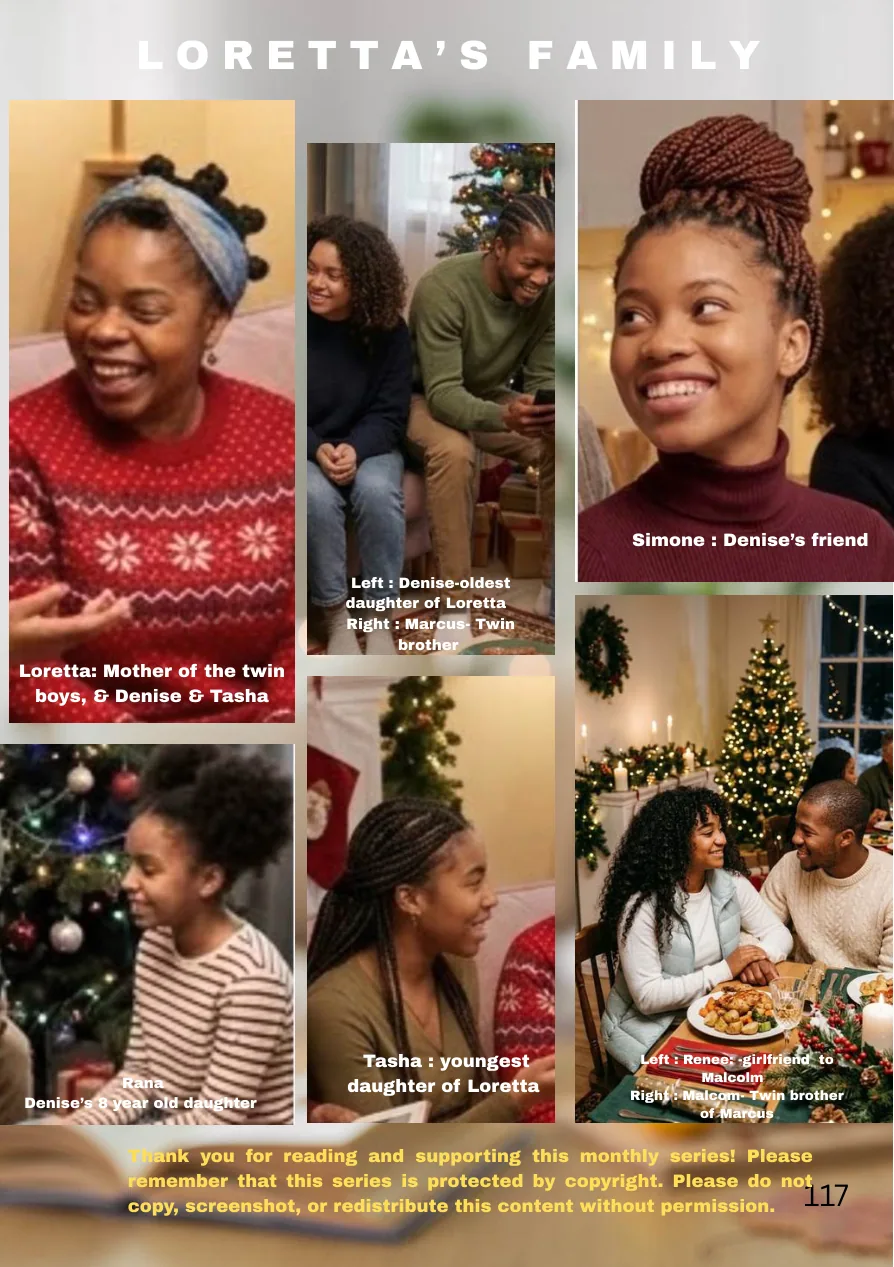 LORETTA'S FAMILY
Loretta: Mother of the twin
boys, & Denise & Tasha
Left : Denise-oldest
daughter of Loretta
Right : Marcus- Twin
brother
Simone : Denise's friend
Rana
Denise's 8 year old daughter
Tasha : youngest
daughter of Loretta
Left : Renee: -girlfriend to
Malcolm
Right : Malcom- Twin brother
of Marcus
Thank you for reading and supporting this monthly series! Please
remember that this series is protected by copyright. Please do not
copy, screenshot, or redistribute this content without permission.
117